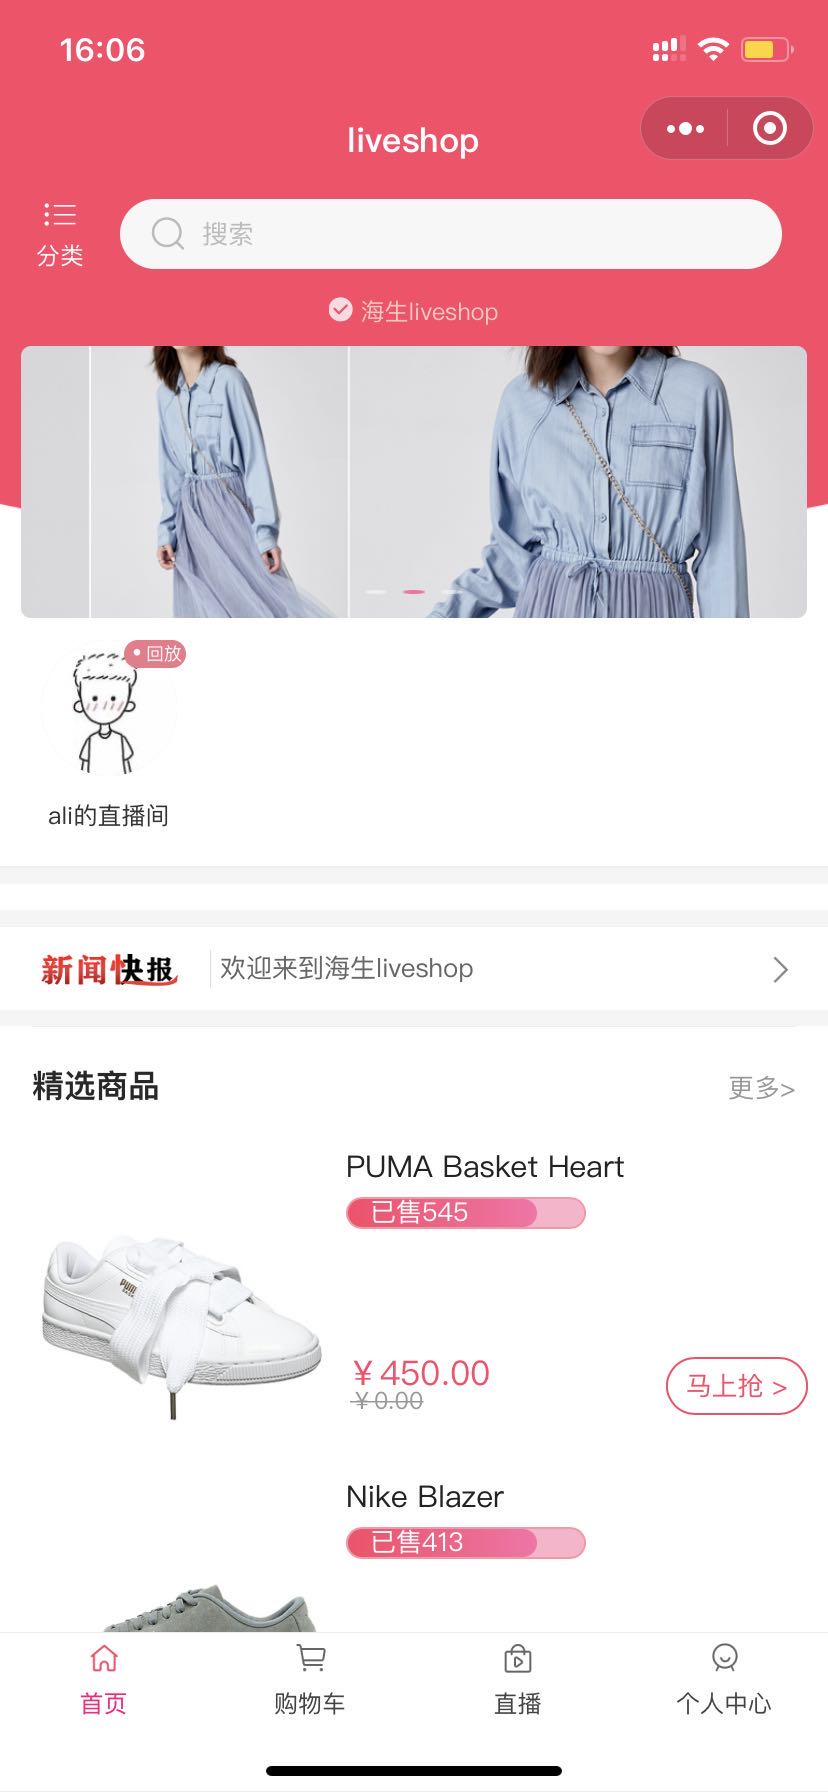 16:06
liveshop
分类
搜索
海生liveshop
回放
ali的直播间
新闻快报
欢迎来到海生liveshop
精选商品
更多>
PUMA Basket Heart
已售545
¥450.00
¥0.00
马上抢 >
Nike Blazer
已售413
首页
购物车
直播
个人中心